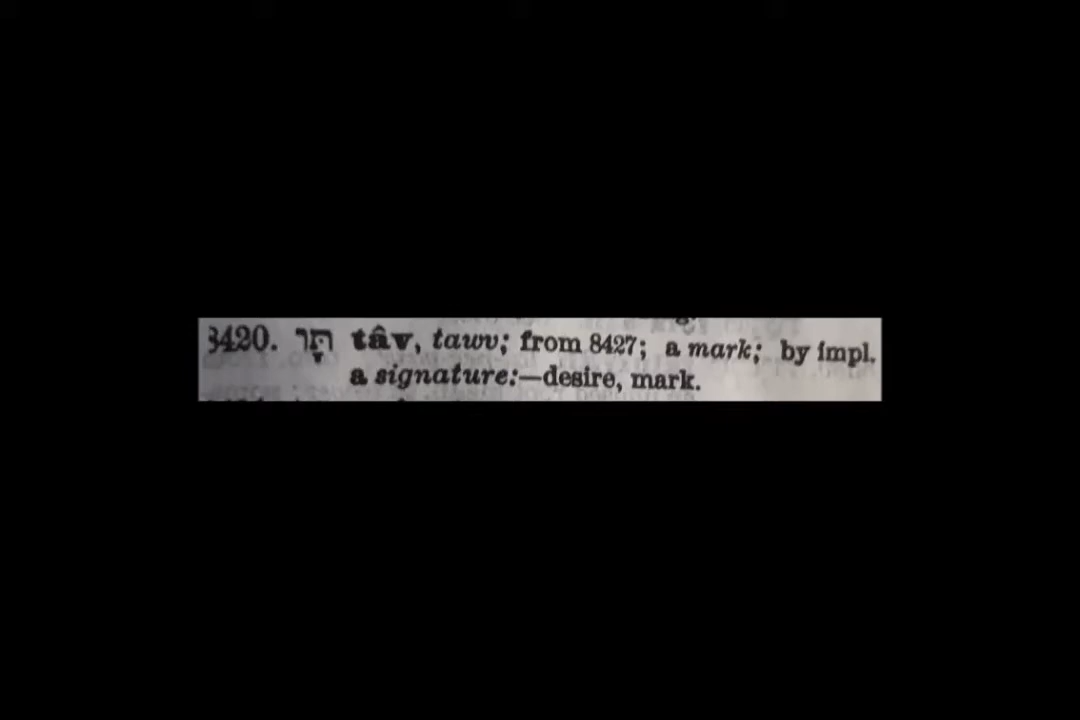 8420. תָּו tâv, tawv; from 8427; a mark; by impl.
a signature:—desire, mark.